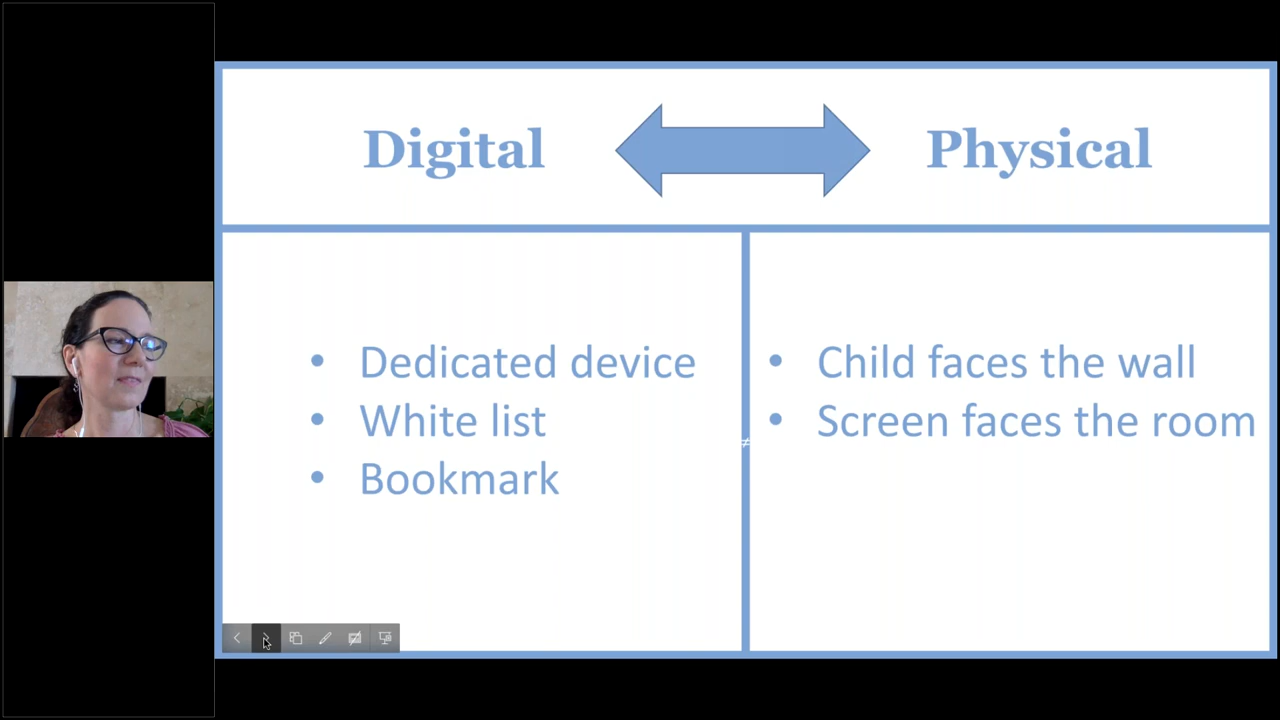 Digital
Physical
• Dedicated device
• White list
• Bookmark
• Child faces the wall
• Screen faces the room